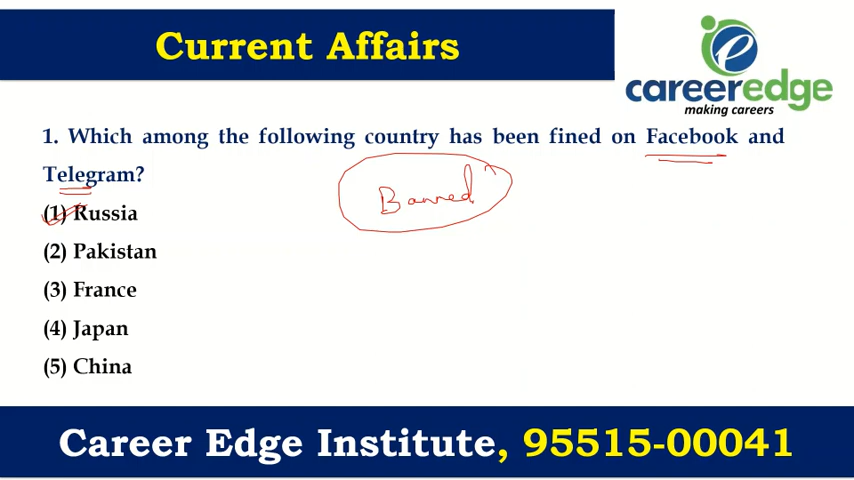 Current Affairs
careeredge
making careers
1. Which among the following country has been fined on Facebook and
Telegram?
Banned
(1) Russia
(2) Pakistan
(3) France
(4) Japan
(5) China
Career Edge Institute, 95515-00041